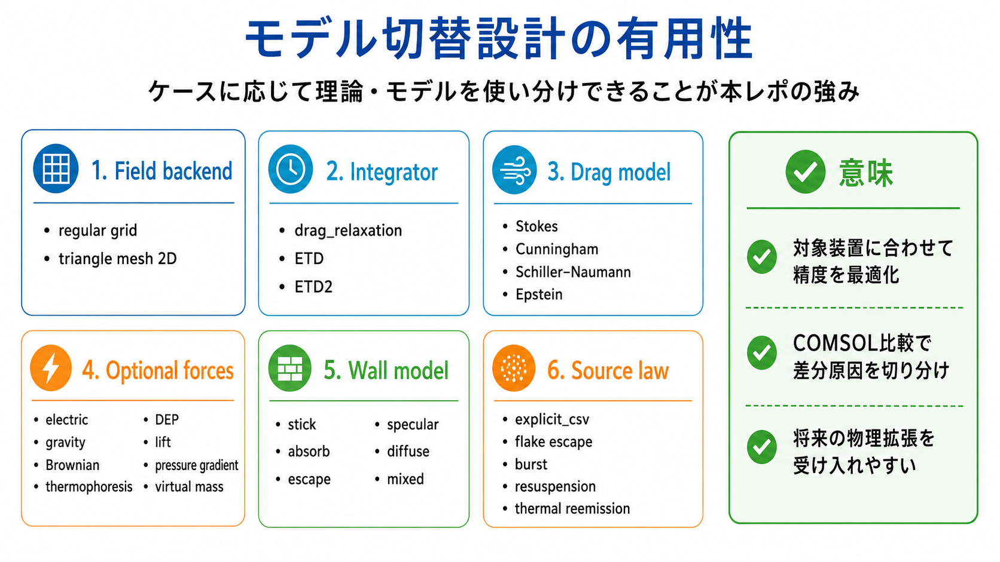 モデル切替設計の有用性
ケースに応じて理論・モデルを使い分けできることが本レポの強み
1. Field backend
• regular grid
• triangle mesh 2D
2. Integrator
• drag_relaxation
• ETD
• ETD2
3. Drag model
• Stokes
• Cunningham
• Schiller–Naumann
• Epstein
4. Optional forces
• electric
• gravity
• Brownian
• thermophoresis
• DEP
• lift
• pressure gradient
• virtual mass
5. Wall model
• stick
• absorb
• escape
• specular
• diffuse
• mixed
6. Source law
• explicit_csv
• flake escape
• burst
• resuspension
• thermal reemission
意味
対象装置に合わせて
精度を最適化
COMSOL比較で
差分原因を切り分け
将来の物理拡張を
受け入れやすい